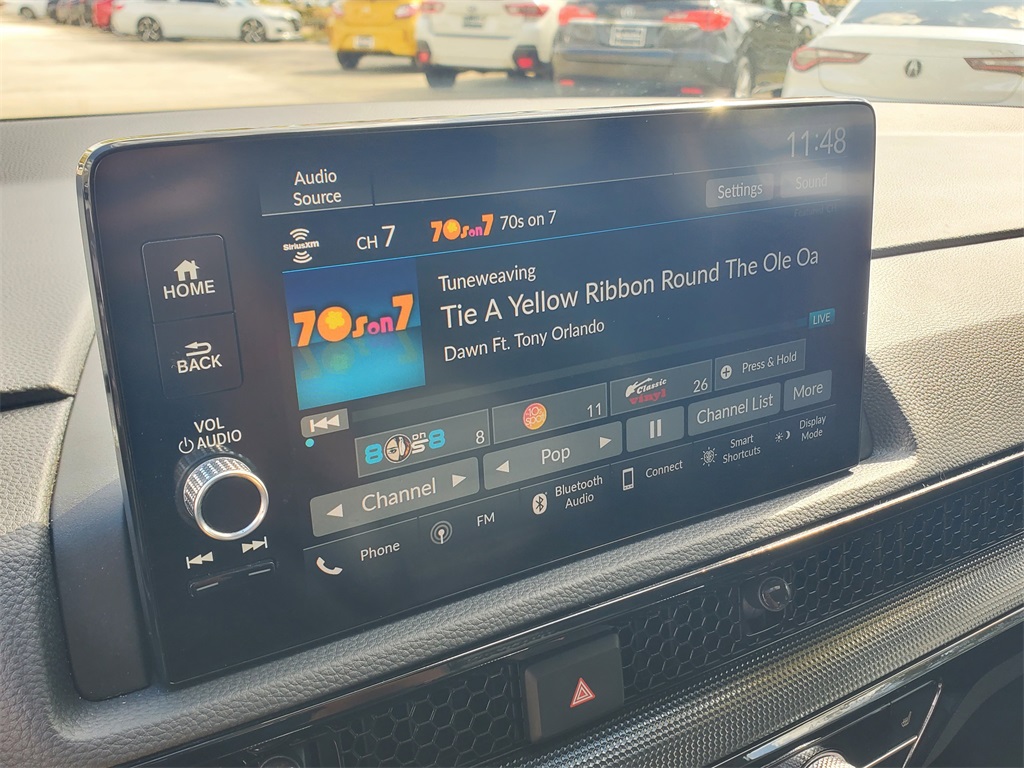 11:48
Audio
Source
Settings
Sound
SiriusXM
CH 7
70s on 7
70s on 7
HOME
70s on 7
Tuneweaving
Tie A Yellow Ribbon Round The Ole Oa
Dawn Ft. Tony Orlando
LIVE
BACK
80s on 8
8
11
Classic
vinyl
26
Press & Hold
VOL
AUDIO
Channel
Pop
Channel List
More
Phone
FM
Bluetooth
Audio
Connect
Smart
Shortcuts
Display
Mode